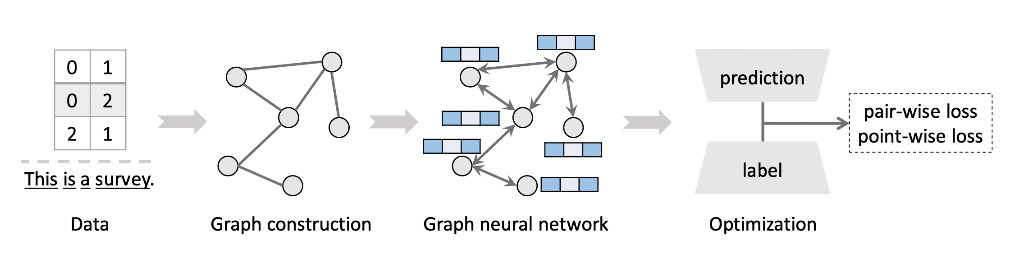 0 1
0 2
2 1
This is a survey.
Data
Graph construction
Graph neural network
prediction
label
Optimization
pair-wise loss
point-wise loss